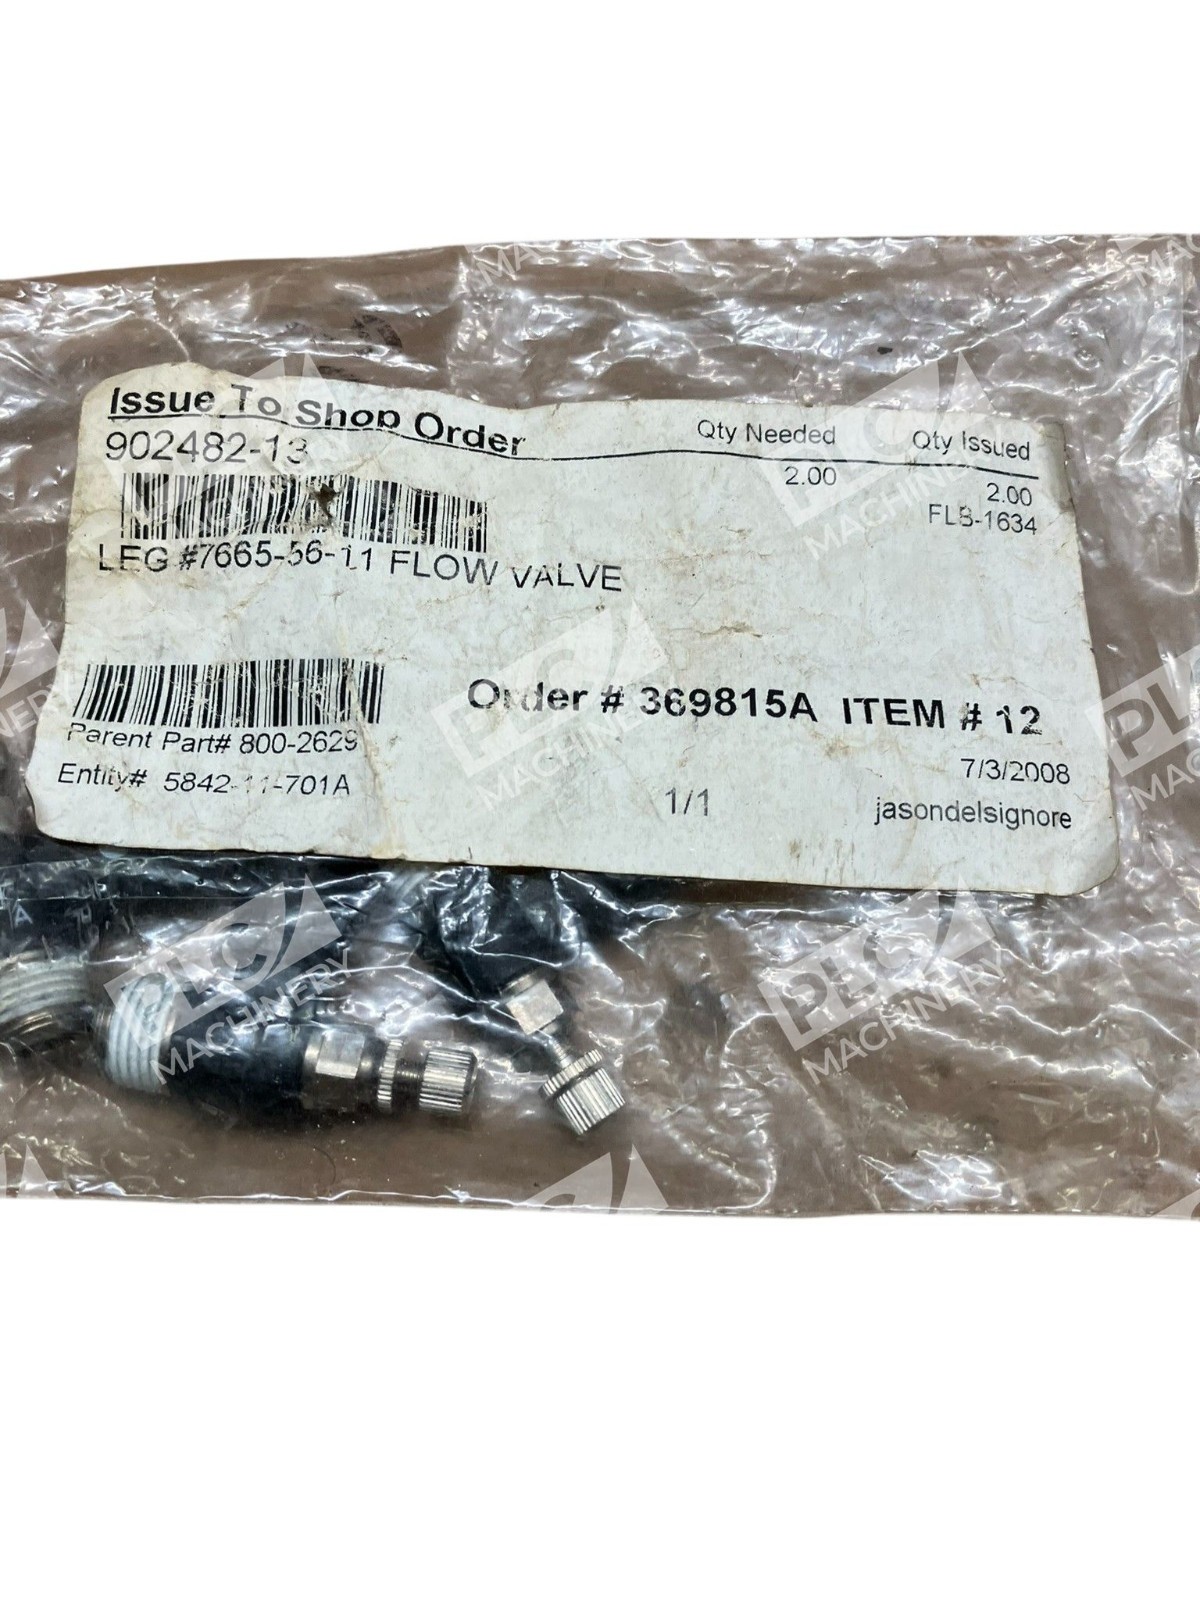 Issue To Shop Order
Qty Needed Qty Issued
902482-13
2.00 2.00
FLB-1634
LEG #7665-56-11 FLOW VALVE
Order # 369815A ITEM # 12
Parent Part# 800-2629
7/3/2008
Entity# 5842-11-701A
1/1
jasondelsignore
PLC MACHINERY